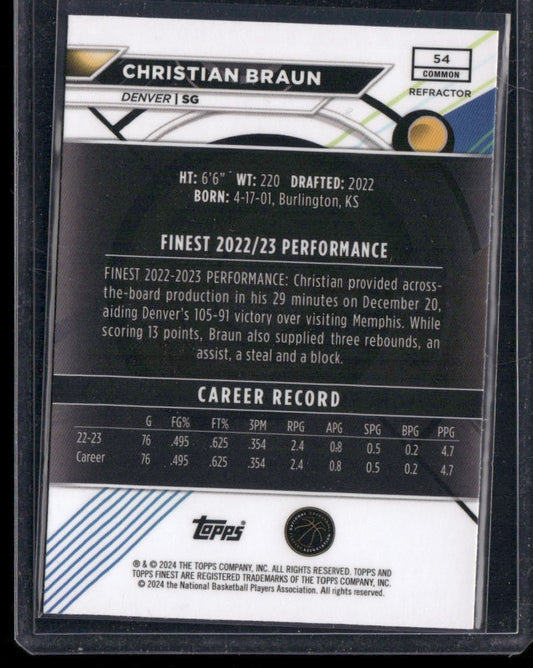 CHRISTIAN BRAUN
DENVER | SG
54
COMMON
REFRACTOR
HT: 6'6" WT: 220 DRAFTED: 2022
BORN: 4-17-01, Burlington, KS
FINEST 2022/23 PERFORMANCE
FINEST 2022-2023 PERFORMANCE: Christian provided across-
the-board production in his 29 minutes on December 20,
aiding Denver's 105-91 victory over visiting Memphis. While
scoring 13 points, Braun also supplied three rebounds, an
assist, a steal and a block.
CAREER RECORD
G FG% FT% 3PM RPG APG SPG BPG PPG
22-23 76 .495 .625 .354 2.4 0.8 0.5 0.2 4.7
Career 76 .495 .625 .354 2.4 0.8 0.5 0.2 4.7
topps
® & © 2024 THE TOPPS COMPANY, INC. ALL RIGHTS RESERVED. TOPPS AND
TOPPS FINEST ARE REGISTERED TRADEMARKS OF THE TOPPS COMPANY, INC.
© 2024 the National Basketball Players Association. All rights reserved.